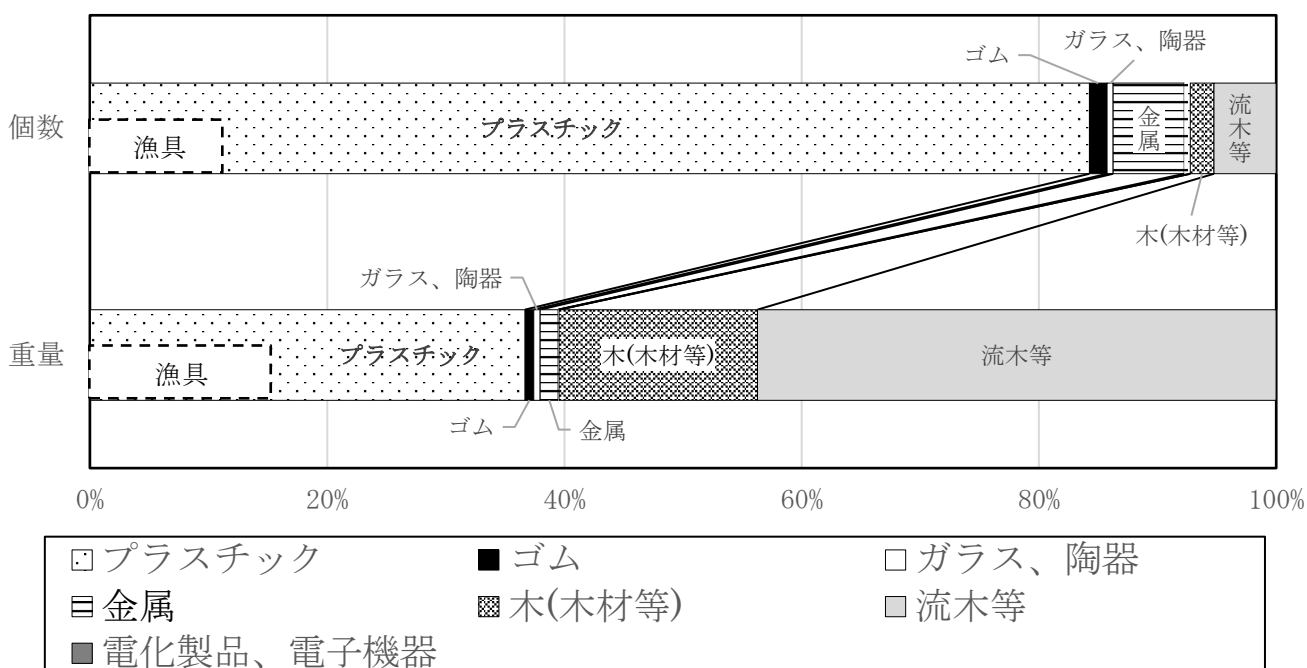 ガラス、陶器
ゴム
個数
プラスチック
漁具
金属
流木等
木(木材等)
ガラス、陶器
重量
プラスチック
漁具
木(木材等)
流木等
ゴム
金属
0% 20% 40% 60% 80% 100%
プラスチック ゴム ガラス、陶器
金属 木(木材等) 流木等
電化製品、電子機器